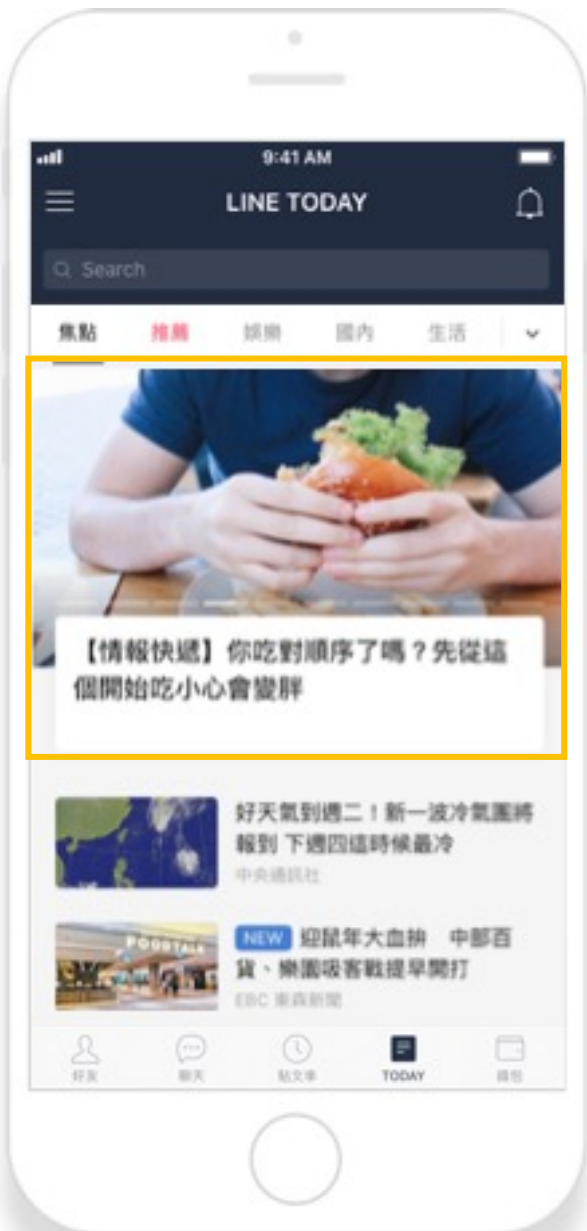 9:41 AM
LINE TODAY
Search
焦點 推薦 娛樂 國內 生活
【情報快遞】你吃對順序了嗎？先從這
個開始吃小心會變胖
好天氣到週二！新一波冷氣團將
報到 下週四這時候最冷
中央通訊社
FOODTALK
NEW 迎鼠年大血拚 中部百
貨、樂園吸客戰提早開打
EBC 東森新聞
好友 聊天 貼文串 TODAY 錢包